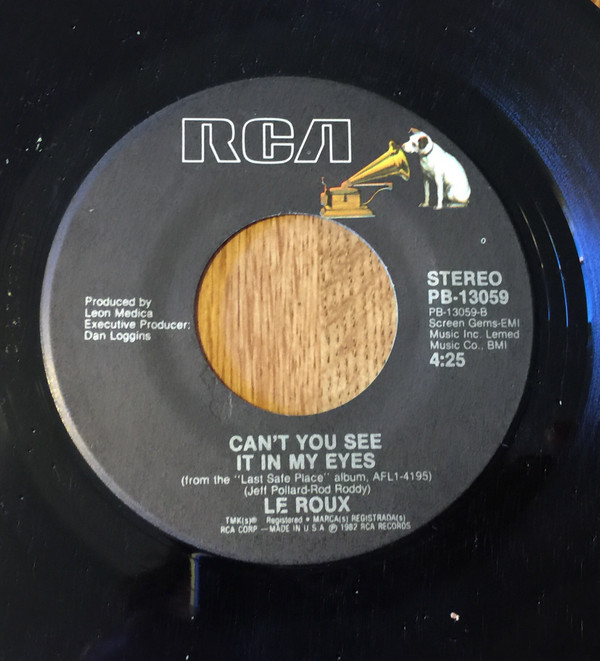 RCA
STEREO
PB-13059
PB-13059-B
Screen Gems-EMI
Music Inc. Lemed
Music Co., BMI
4:25
Produced by
Leon Medica
Executive Producer:
Dan Loggins
CAN'T YOU SEE
IT IN MY EYES
(from the "Last Safe Place" album, AFL1-4195)
(Jeff Pollard-Rod Roddy)
LE ROUX
TMK(s)® Registered • MARCA(s) REGISTRADA(s)
RCA CORP —MADE IN U S A ℗ 1982 RCA RECORDS